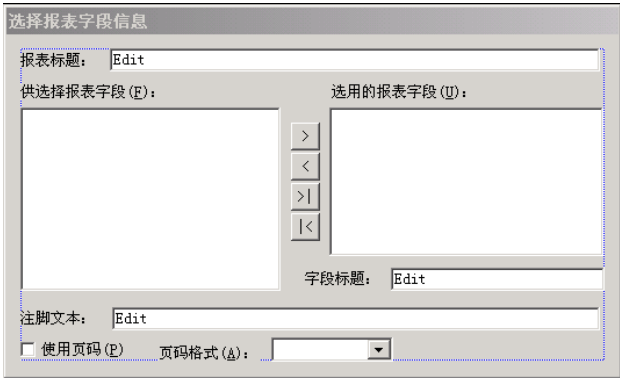 选择报表字段信息
报表标题： Edit
供选择报表字段(F)： 选用的报表字段(U)：
>
<
>|
|<
字段标题： Edit
注脚文本： Edit
使用页码(P) 页码格式(A)：